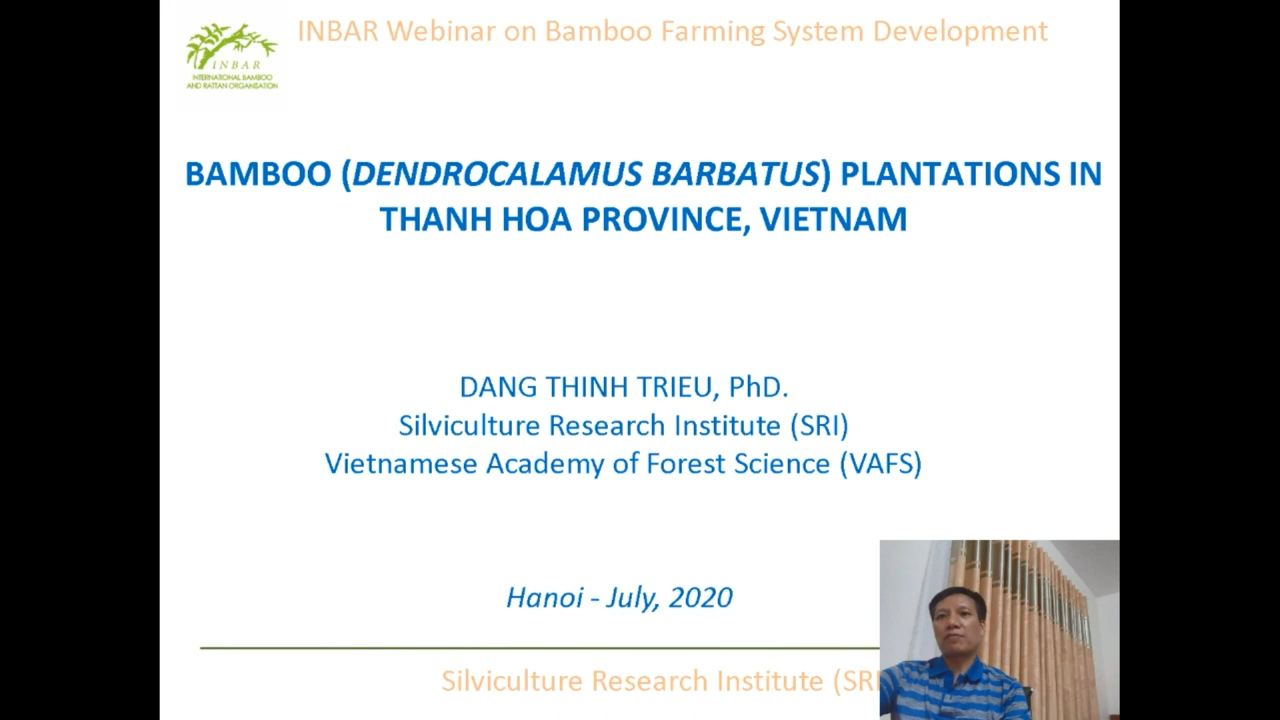 INBAR Webinar on Bamboo Farming System Development
INBAR
INTERNATIONAL BAMBOO
AND RATTAN ORGANISATION
BAMBOO (DENDROCALAMUS BARBATUS) PLANTATIONS IN
THANH HOA PROVINCE, VIETNAM
DANG THINH TRIEU, PhD.
Silviculture Research Institute (SRI)
Vietnamese Academy of Forest Science (VAFS)
Hanoi - July, 2020
Silviculture Research Institute (SRI